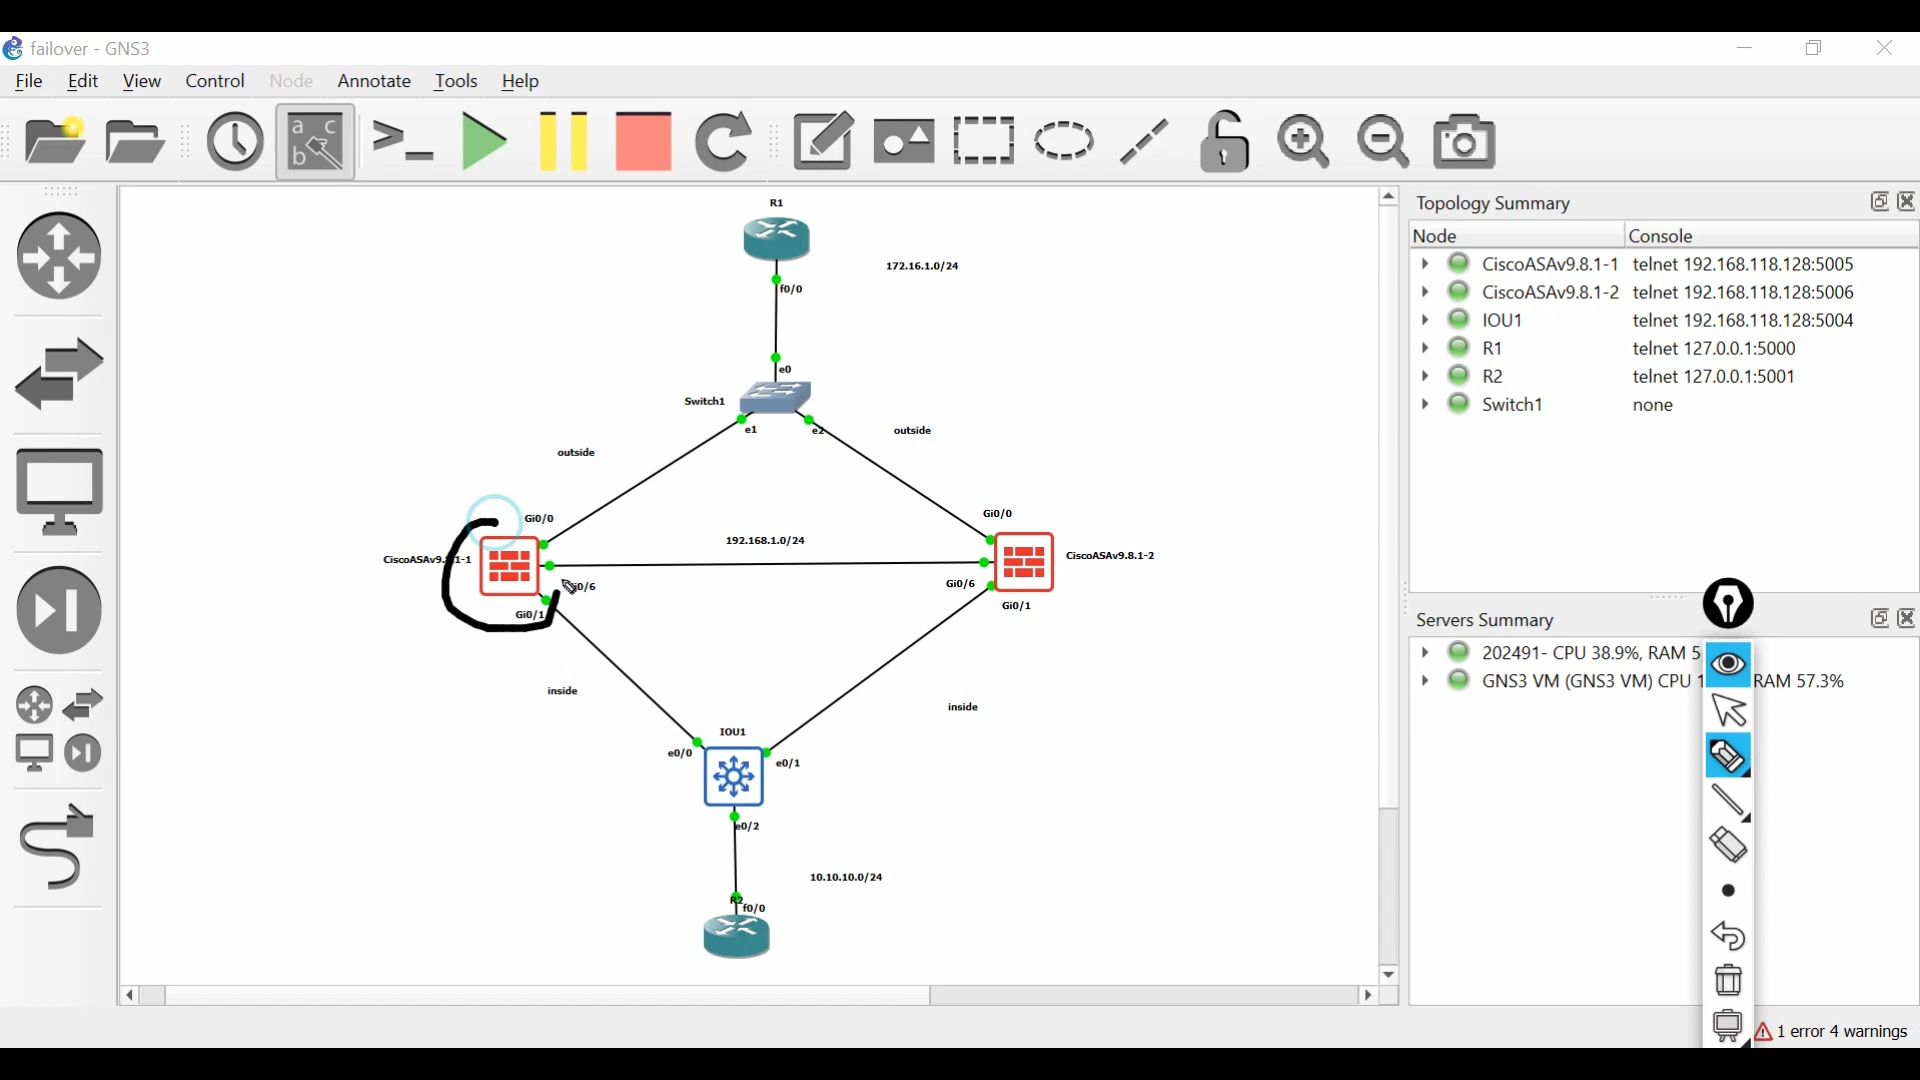 failover - GNS3
File Edit View Control Node Annotate Tools Help
a c
b
R1
172.16.1.0/24
f0/0
e0
Switch1
e1
e2
outside
outside
Gi0/0
Gi0/0
192.168.1.0/24
CiscoASAv9.8.1-2
Gi0/6
Gi0/1
Gi0/1
inside
inside
IOU1
e0/0
e0/1
e0/2
10.10.10.0/24
R2
f0/0
Topology Summary
Node Console
CiscoASAv9.8.1-1 telnet 192.168.118.128:5005
CiscoASAv9.8.1-2 telnet 192.168.118.128:5006
IOU1 telnet 192.168.118.128:5004
R1 telnet 127.0.0.1:5000
R2 telnet 127.0.0.1:5001
Switch1 none
Servers Summary
202491- CPU 38.9%, RAM 5
GNS3 VM (GNS3 VM) CPU 1 RAM 57.3%
1 error 4 warnings